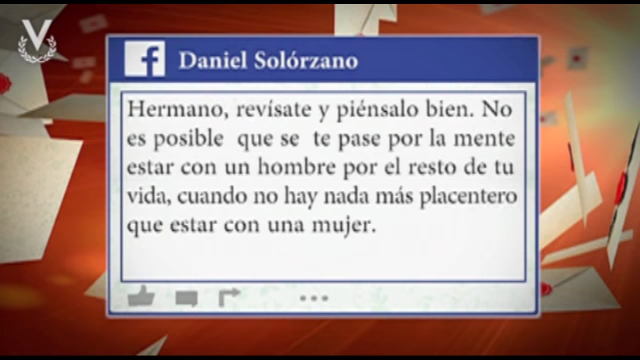 V
f Daniel Solórzano
Hermano, revísate y piénsalo bien. No
es posible que se te pase por la mente
estar con un hombre por el resto de tu
vida, cuando no hay nada más placentero
que estar con una mujer.